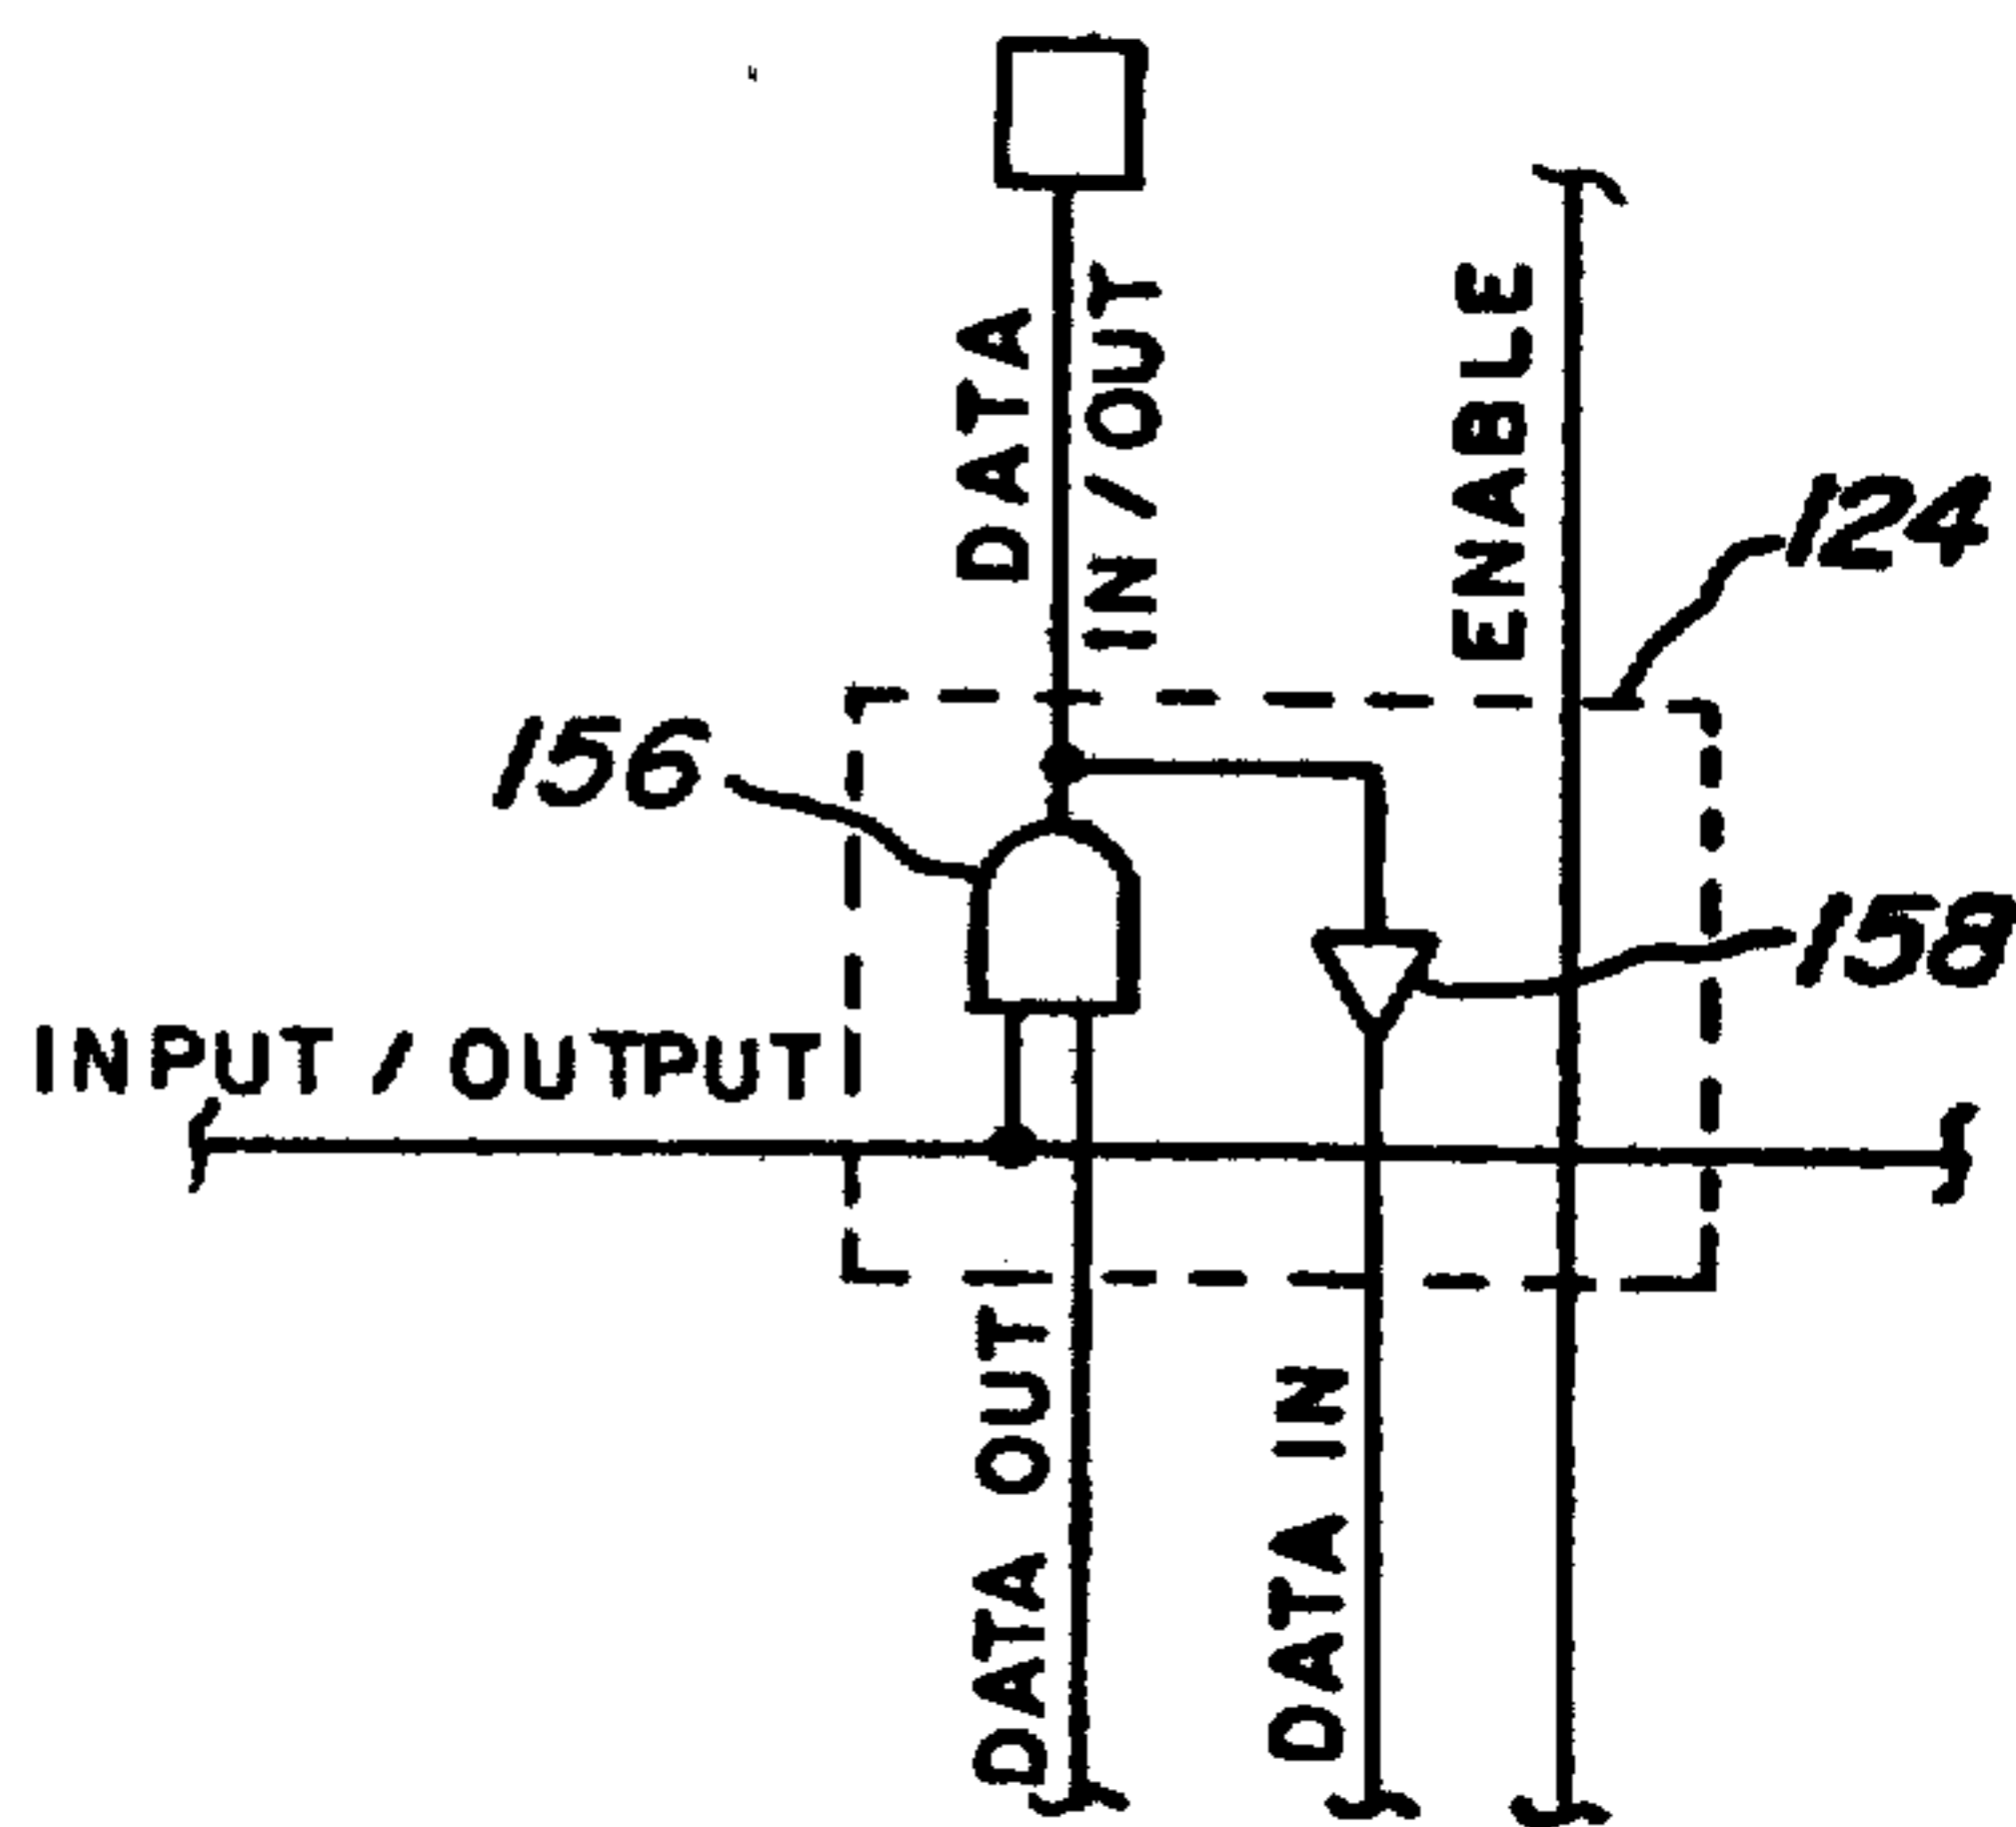 DATA
IN/OUT
ENABLE
124
156
158
INPUT/OUTPUT
DATA OUT
DATA IN